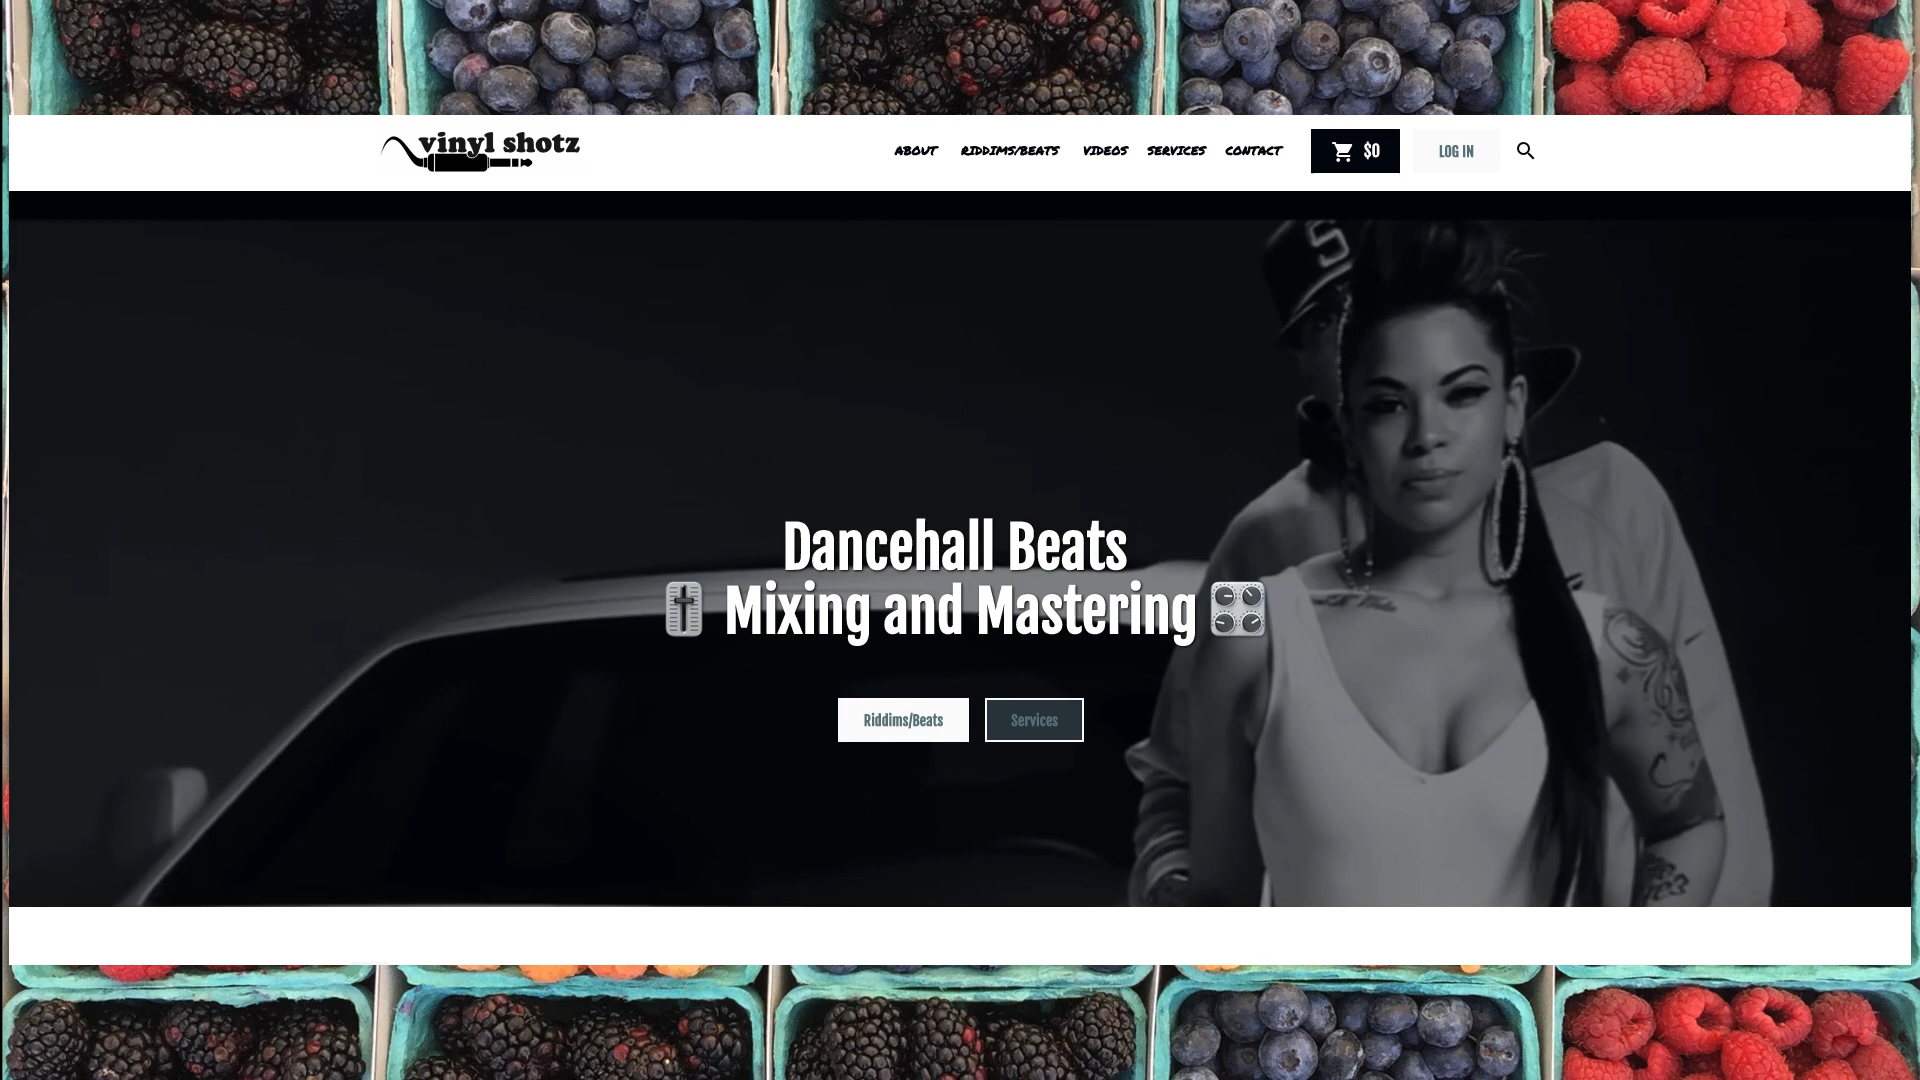 vinyl shotz
ABOUT RIDDIMS/BEATS VIDEOS SERVICES CONTACT $0 LOG IN
S
Dancehall Beats
🎚 Mixing and Mastering 🎛
Riddims/Beats Services